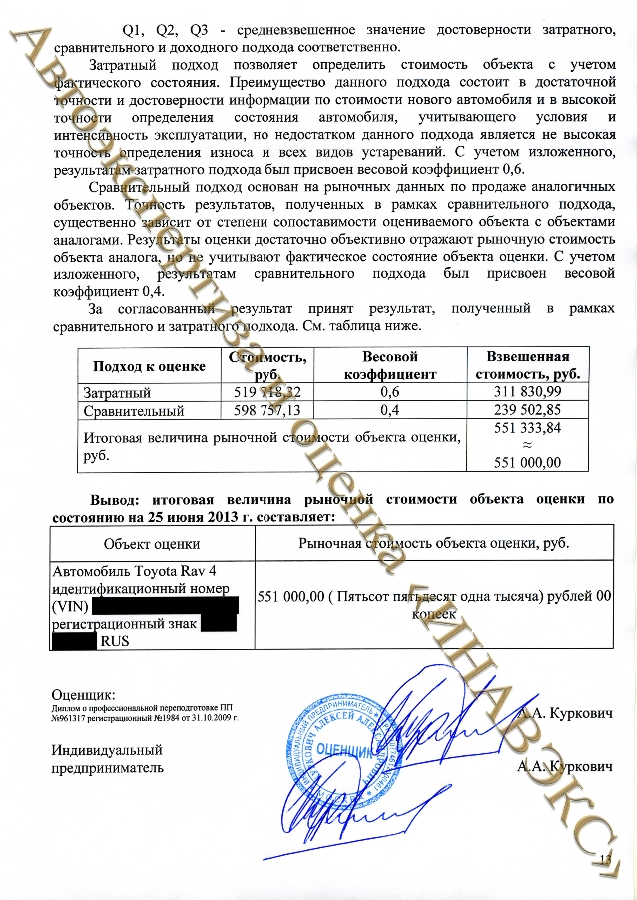 Q1, Q2, Q3 - средневзвешенное значение достоверности затратного,
сравнительного и доходного подхода соответственно.
Затратный подход позволяет определить стоимость объекта с учетом
фактического состояния. Преимущество данного подхода состоит в достаточной
точности и достоверности информации по стоимости нового автомобиля и в высокой
точности определения состояния автомобиля, учитывающего условия и
интенсивность эксплуатации, но недостатком данного подхода является не высокая
точность определения износа и всех видов устареваний. С учетом изложенного,
результатам затратного подхода был присвоен весовой коэффициент 0,6.
Сравнительный подход основан на рыночных данных по продаже аналогичных
объектов. Точность результатов, полученных в рамках сравнительного подхода,
существенно зависит от степени сопоставимости оцениваемого объекта с объектами
аналогами. Результаты оценки достаточно объективно отражают рыночную стоимость
объекта аналога, но не учитывают фактическое состояние объекта оценки. С учетом
изложенного, результатам сравнительного подхода был присвоен весовой
коэффициент 0,4.
За согласованный результат принят результат, полученный в рамках
сравнительного и затратного подхода. См. таблица ниже.
Подход к оценке Стоимость, руб. Весовой коэффициент Взвешенная стоимость, руб.
Затратный 519 718,32 0,6 311 830,99
Сравнительный 598 757,13 0,4 239 502,85
Итоговая величина рыночной стоимости объекта оценки, руб. 551 333,84
≈
551 000,00
Вывод: итоговая величина рыночной стоимости объекта оценки по
состоянию на 25 июня 2013 г. составляет:
Объект оценки Рыночная стоимость объекта оценки, руб.
Автомобиль Toyota Rav 4
идентификационный номер
(VIN)
регистрационный знак
RUS
551 000,00 ( Пятьсот пятьдесят одна тысяча) рублей 00
копеек
Оценщик:
Диплом о профессиональной переподготовке ПП
№961317 регистрационный №1984 от 31.10.2009 г.
А.А. Куркович
Индивидуальный
предприниматель
А.А. Куркович
ИНДИВИДУАЛЬНЫЙ ПРЕДПРИНИМАТЕЛЬ
КУРКОВИЧ АЛЕКСЕЙ АЛЕКСАНДРОВИЧ
ОЦЕНЩИК
13
Автоэкспертиза и оценка «ИНАВЭКС»